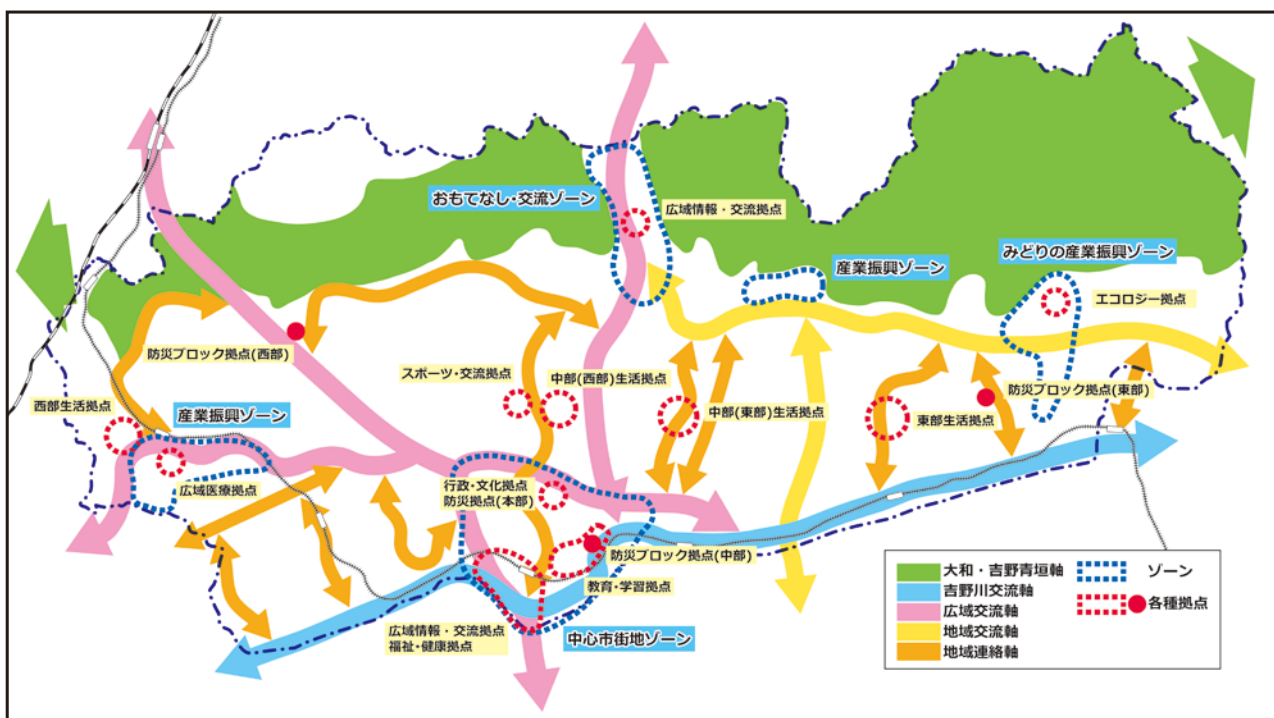 おもてなし・交流ゾーン
広域情報・交流拠点
みどりの産業振興ゾーン
産業振興ゾーン
エコロジー拠点
防災ブロック拠点(西部)
スポーツ・交流拠点
中部(西部)生活拠点
防災ブロック拠点(東部)
西部生活拠点
産業振興ゾーン
中部(東部)生活拠点
東部生活拠点
広域医療拠点
行政・文化拠点
防災拠点(本部)
防災ブロック拠点(中部)
教育・学習拠点
広域情報・交流拠点
福祉・健康拠点
中心市街地ゾーン
大和・吉野青垣軸
吉野川交流軸
広域交流軸
地域交流軸
地域連絡軸
ゾーン
各種拠点